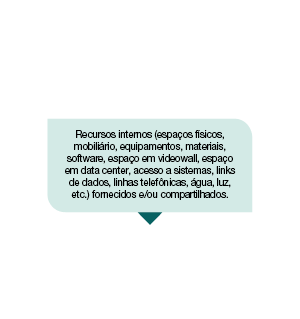 Recursos internos (espaços físicos,
mobiliário, equipamentos, materiais,
software, espaço em videowall, espaço
em data center, acesso a sistemas, links
de dados, linhas telefônicas, água, luz,
etc.) fornecidos e/ou compartilhados.